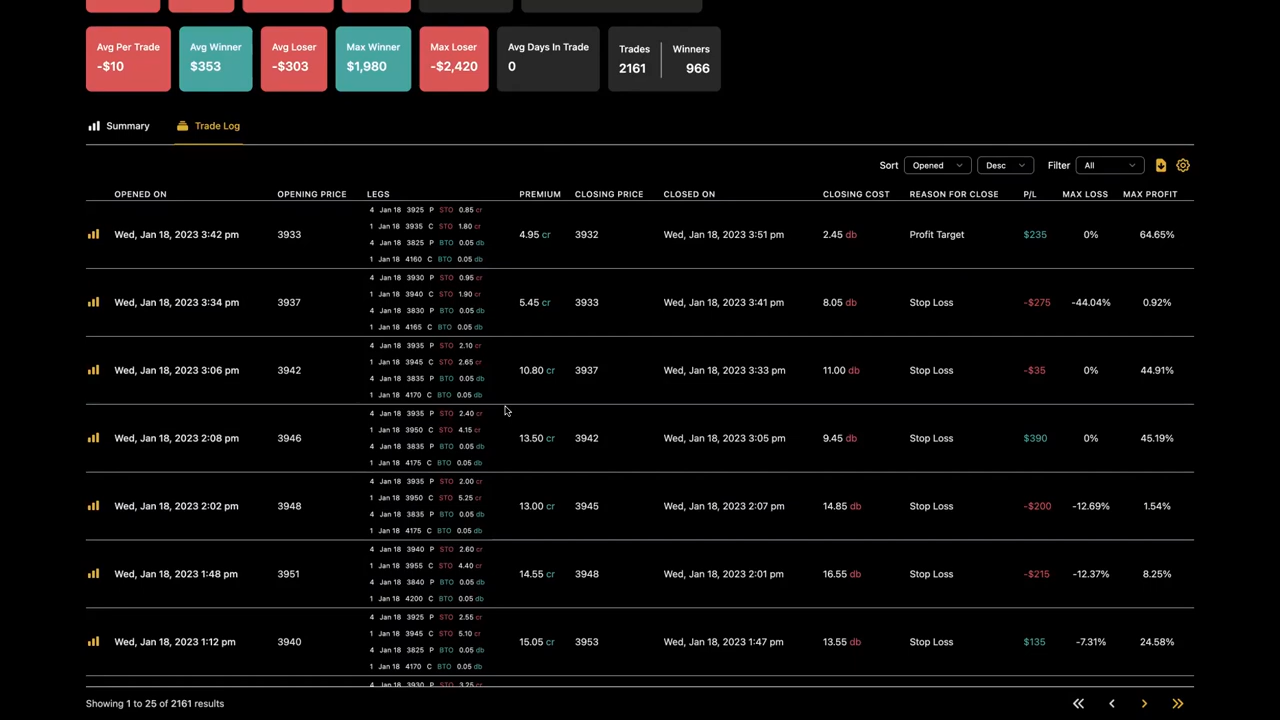 Avg Per Trade Avg Winner Avg Loser Max Winner Max Loser Avg Days In Trade Trades Winners
-$10 $353 -$303 $1,980 -$2,420 0 2161 966
Summary Trade Log
Sort Opened Desc Filter All
OPENED ON OPENING PRICE LEGS PREMIUM CLOSING PRICE CLOSED ON CLOSING COST REASON FOR CLOSE P/L MAX LOSS MAX PROFIT
4 Jan 18 3925 P STO 0.85 cr
1 Jan 18 3935 C STO 1.80 cr
Wed, Jan 18, 2023 3:42 pm 3933 4.95 cr 3932 Wed, Jan 18, 2023 3:51 pm 2.45 db Profit Target $235 0% 64.65%
4 Jan 18 3825 P BTO 0.05 db
1 Jan 18 4160 C BTO 0.05 db
4 Jan 18 3930 P STO 0.95 cr
1 Jan 18 3940 C STO 1.90 cr
Wed, Jan 18, 2023 3:34 pm 3937 5.45 cr 3933 Wed, Jan 18, 2023 3:41 pm 8.05 db Stop Loss -$275 -44.04% 0.92%
4 Jan 18 3830 P BTO 0.05 db
1 Jan 18 4165 C BTO 0.05 db
4 Jan 18 3935 P STO 2.10 cr
1 Jan 18 3945 C STO 2.65 cr
Wed, Jan 18, 2023 3:06 pm 3942 10.80 cr 3937 Wed, Jan 18, 2023 3:33 pm 11.00 db Stop Loss -$35 0% 44.91%
4 Jan 18 3835 P BTO 0.05 db
1 Jan 18 4170 C BTO 0.05 db
4 Jan 18 3935 P STO 2.40 cr
1 Jan 18 3950 C STO 4.15 cr
Wed, Jan 18, 2023 2:08 pm 3946 13.50 cr 3942 Wed, Jan 18, 2023 3:05 pm 9.45 db Stop Loss $390 0% 45.19%
4 Jan 18 3835 P BTO 0.05 db
1 Jan 18 4175 C BTO 0.05 db
4 Jan 18 3935 P STO 2.00 cr
1 Jan 18 3950 C STO 5.25 cr
Wed, Jan 18, 2023 2:02 pm 3948 13.00 cr 3945 Wed, Jan 18, 2023 2:07 pm 14.85 db Stop Loss -$200 -12.69% 1.54%
4 Jan 18 3835 P BTO 0.05 db
1 Jan 18 4175 C BTO 0.05 db
4 Jan 18 3940 P STO 2.60 cr
1 Jan 18 3955 C STO 4.40 cr
Wed, Jan 18, 2023 1:48 pm 3951 14.55 cr 3948 Wed, Jan 18, 2023 2:01 pm 16.55 db Stop Loss -$215 -12.37% 8.25%
4 Jan 18 3840 P BTO 0.05 db
1 Jan 18 4200 C BTO 0.05 db
4 Jan 18 3925 P STO 2.55 cr
1 Jan 18 3945 C STO 5.10 cr
Wed, Jan 18, 2023 1:12 pm 3940 15.05 cr 3953 Wed, Jan 18, 2023 1:47 pm 13.55 db Stop Loss $135 -7.31% 24.58%
4 Jan 18 3825 P BTO 0.05 db
1 Jan 18 4170 C BTO 0.05 db
4 Jan 18 3930 P STO 3.25 cr
Showing 1 to 25 of 2161 results